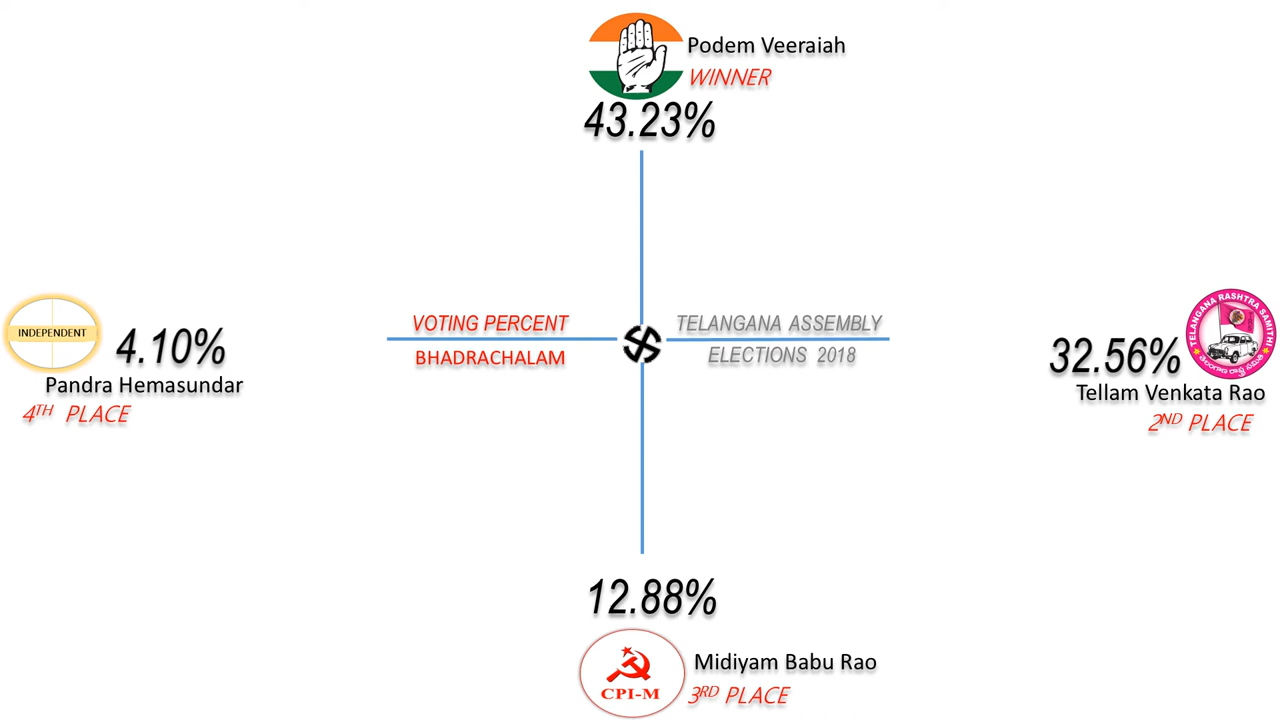 Podem Veeraiah
WINNER
43.23%
INDEPENDENT
4.10%
Pandra Hemasundar
4TH PLACE
VOTING PERCENT
BHADRACHALAM
TELANGANA ASSEMBLY
ELECTIONS 2018
TELANGANA RASHTRA SAMITHI
32.56%
Tellam Venkata Rao
2ND PLACE
12.88%
CPI-M
Midiyam Babu Rao
3RD PLACE